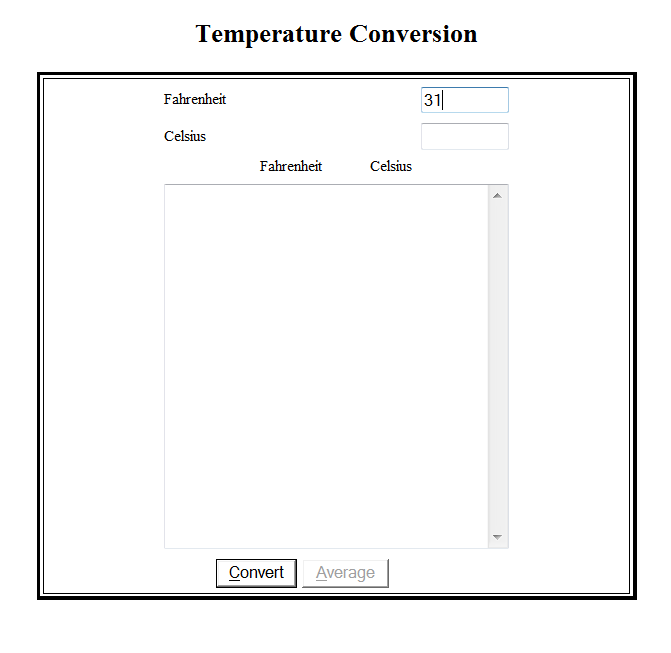 Temperature Conversion
Fahrenheit 31
Celsius
Fahrenheit Celsius
Convert Average